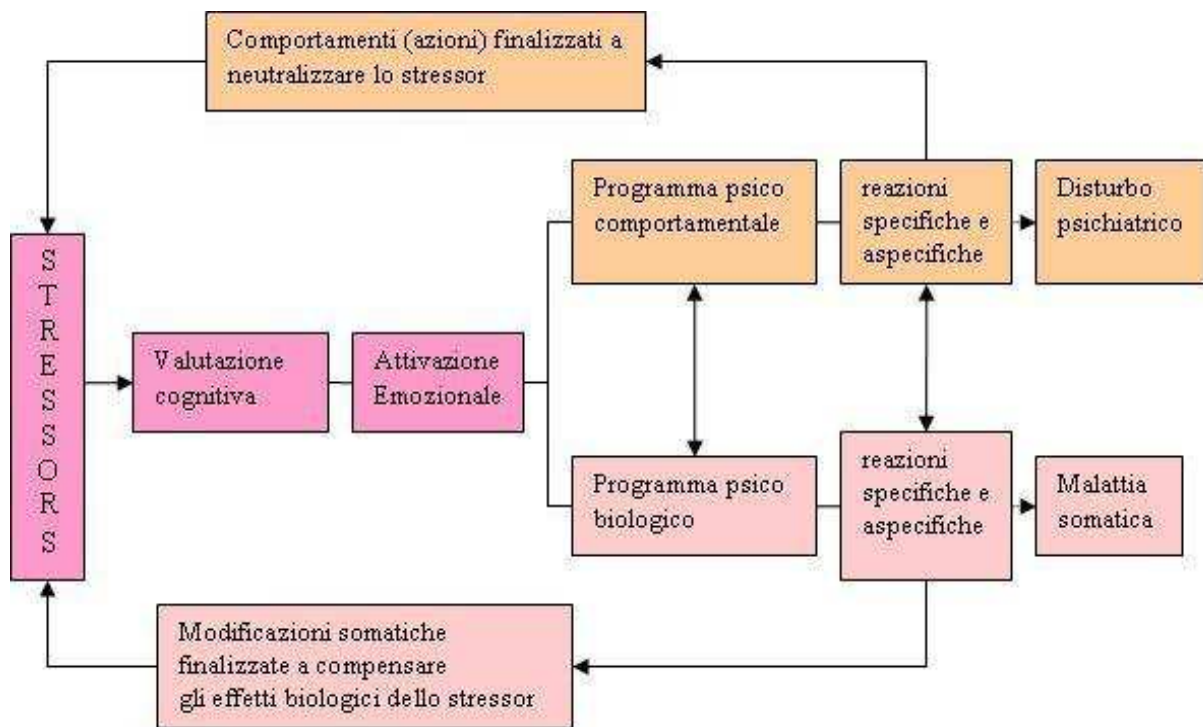 Comportamenti (azioni) finalizzati a
neutralizzare lo stressor
Programma psico
comportamentale
reazioni
specifiche e
aspecifiche
Disturbo
psichiatrico
STRESSORS
Valutazione
cognitiva
Attivazione
Emozionale
Programma psico
biologico
reazioni
specifiche e
aspecifiche
Malattia
somatica
Modificazioni somatiche
finalizzate a compensare
gli effetti biologici dello stressor